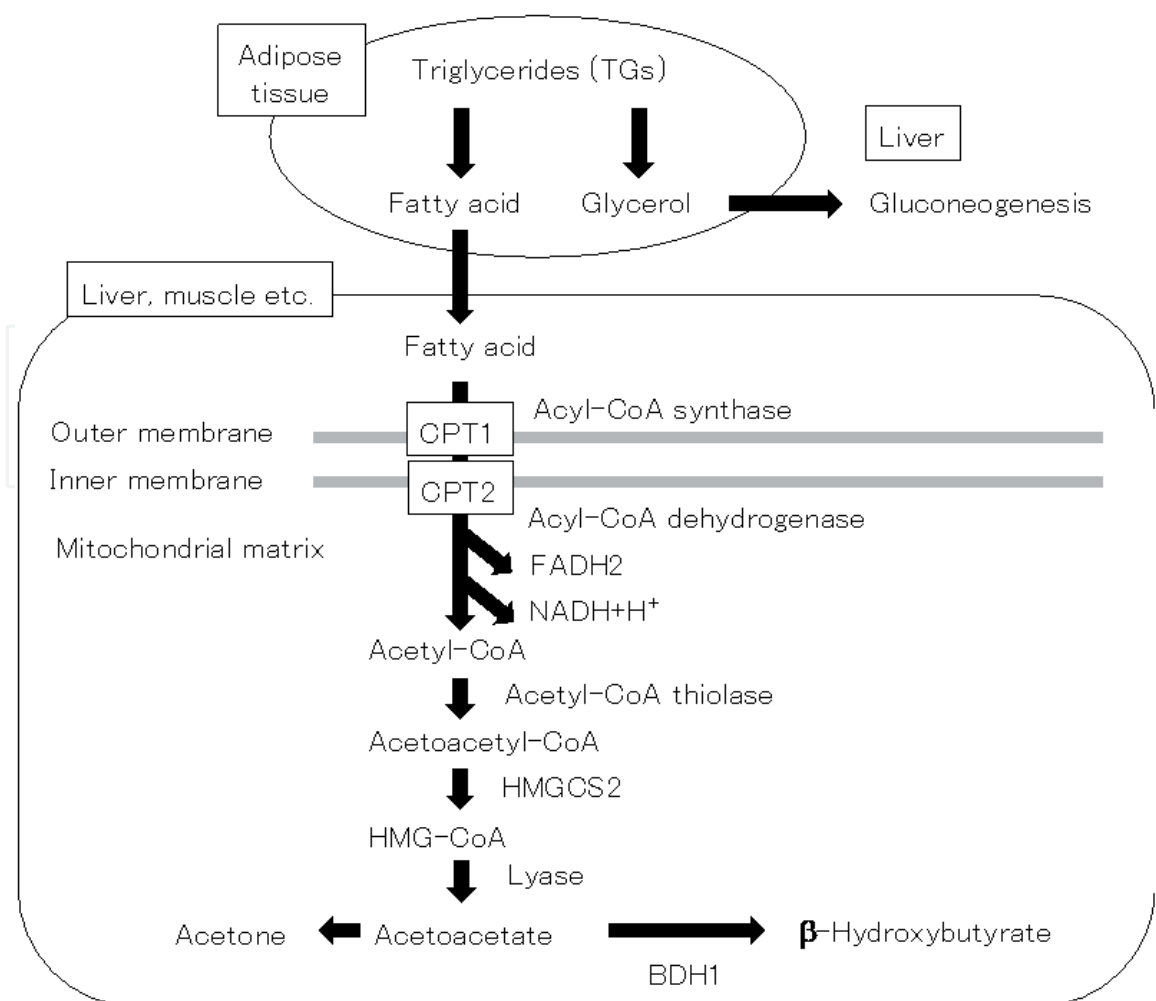 Adipose
tissue
Triglycerides (TGs)
Liver
Fatty acid
Glycerol
Gluconeogenesis
Liver, muscle etc.
Fatty acid
Acyl-CoA synthase
CPT1
Outer membrane
Inner membrane
CPT2
Acyl-CoA dehydrogenase
Mitochondrial matrix
FADH2
NADH+H⁺
Acetyl-CoA
Acetyl-CoA thiolase
Acetoacetyl-CoA
HMGCS2
HMG-CoA
Lyase
Acetone
Acetoacetate
β-Hydroxybutyrate
BDH1